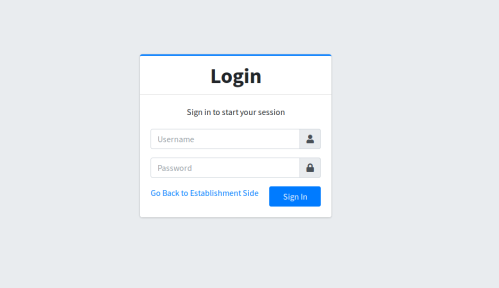 Login
Sign in to start your session
Username
Password
Go Back to Establishment Side
Sign In